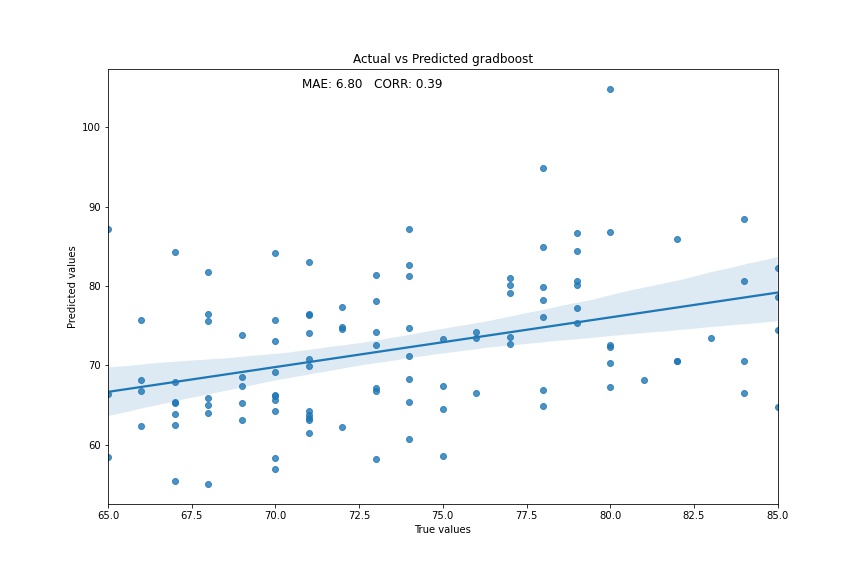 Actual vs Predicted gradboost
MAE: 6.80   CORR: 0.39
100
90
80
70
60
Predicted values
65.0 67.5 70.0 72.5 75.0 77.5 80.0 82.5 85.0
True values